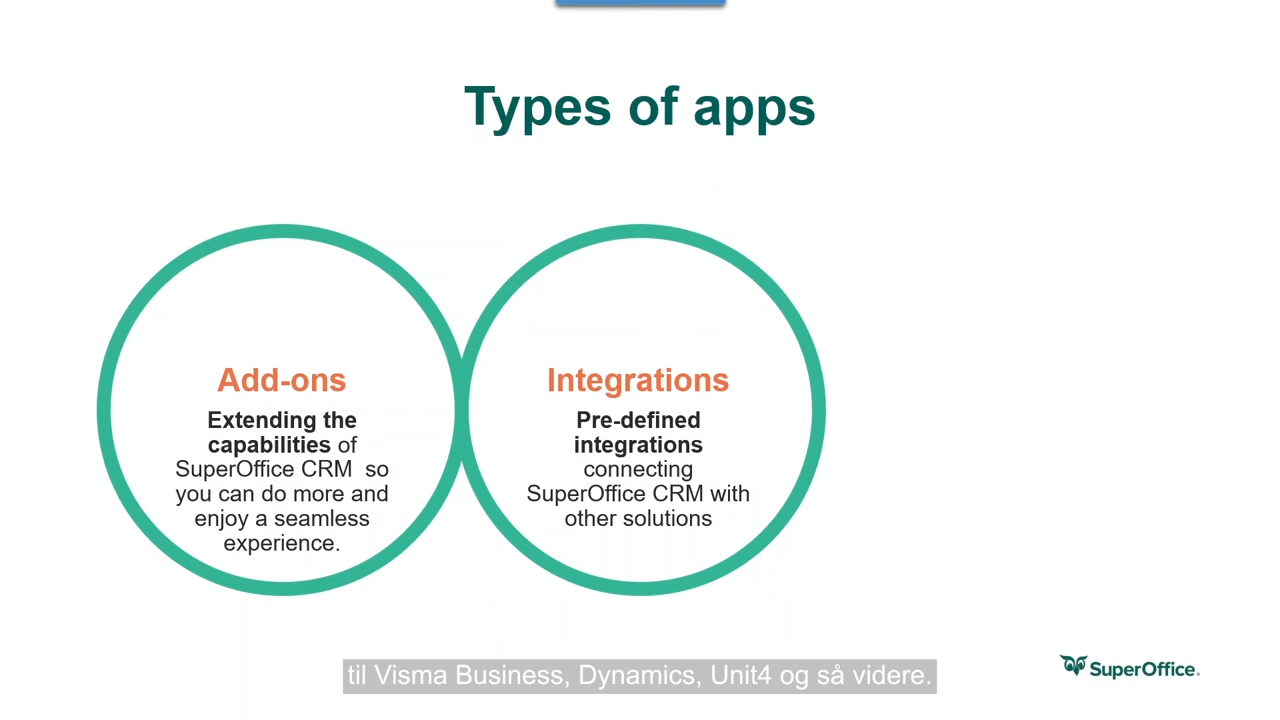 Types of apps
Add-ons
Extending the
capabilities of
SuperOffice CRM so
you can do more and
enjoy a seamless
experience.
Integrations
Pre-defined
integrations
connecting
SuperOffice CRM with
other solutions
til Visma Business, Dynamics, Unit4 og så videre.
SuperOffice.